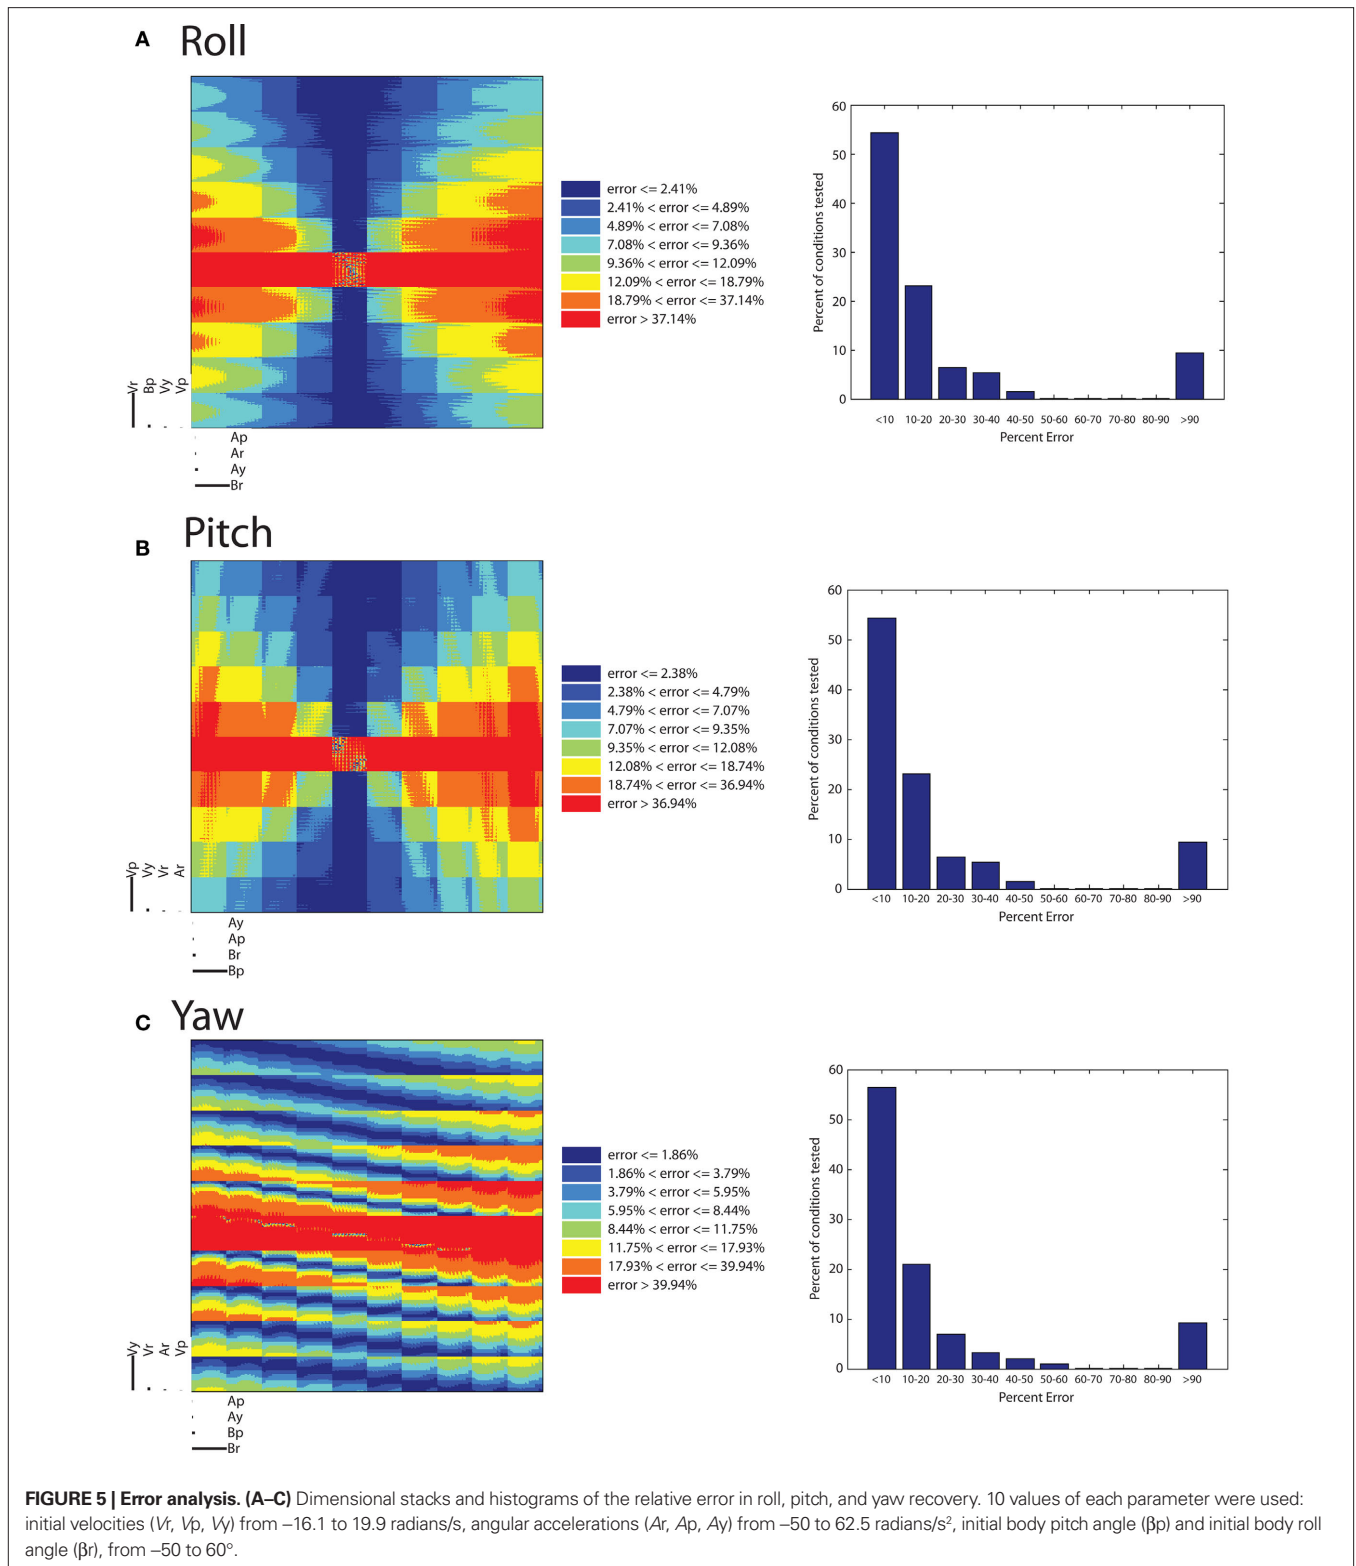 A Roll
error <= 2.41%
2.41% < error <= 4.89%
4.89% < error <= 7.08%
7.08% < error <= 9.36%
9.36% < error <= 12.09%
12.09% < error <= 18.79%
18.79% < error <= 37.14%
error > 37.14%
Vr Bp Vy Vp
Ap
Ar
Ay
Br
Percent of conditions tested
60
50
40
30
20
10
0
<10 10-20 20-30 30-40 40-50 50-60 60-70 70-80 80-90 >90
Percent Error
B Pitch
error <= 2.38%
2.38% < error <= 4.79%
4.79% < error <= 7.07%
7.07% < error <= 9.35%
9.35% < error <= 12.08%
12.08% < error <= 18.74%
18.74% < error <= 36.94%
error > 36.94%
Vp Vy Vr Ar
Ay
Ap
Br
Bp
Percent of conditions tested
60
50
40
30
20
10
0
<10 10-20 20-30 30-40 40-50 50-60 60-70 70-80 80-90 >90
Percent Error
C Yaw
error <= 1.86%
1.86% < error <= 3.79%
3.79% < error <= 5.95%
5.95% < error <= 8.44%
8.44% < error <= 11.75%
11.75% < error <= 17.93%
17.93% < error <= 39.94%
error > 39.94%
Vy Vr Ar Vp
Ap
Ay
Bp
Br
Percent of conditions tested
60
50
40
30
20
10
0
<10 10-20 20-30 30-40 40-50 50-60 60-70 70-80 80-90 >90
Percent Error
FIGURE 5 | Error analysis. (A–C) Dimensional stacks and histograms of the relative error in roll, pitch, and yaw recovery. 10 values of each parameter were used:
initial velocities (Vr, Vp, Vy) from −16.1 to 19.9 radians/s, angular accelerations (Ar, Ap, Ay) from −50 to 62.5 radians/s², initial body pitch angle (βp) and initial body roll
angle (βr), from −50 to 60°.